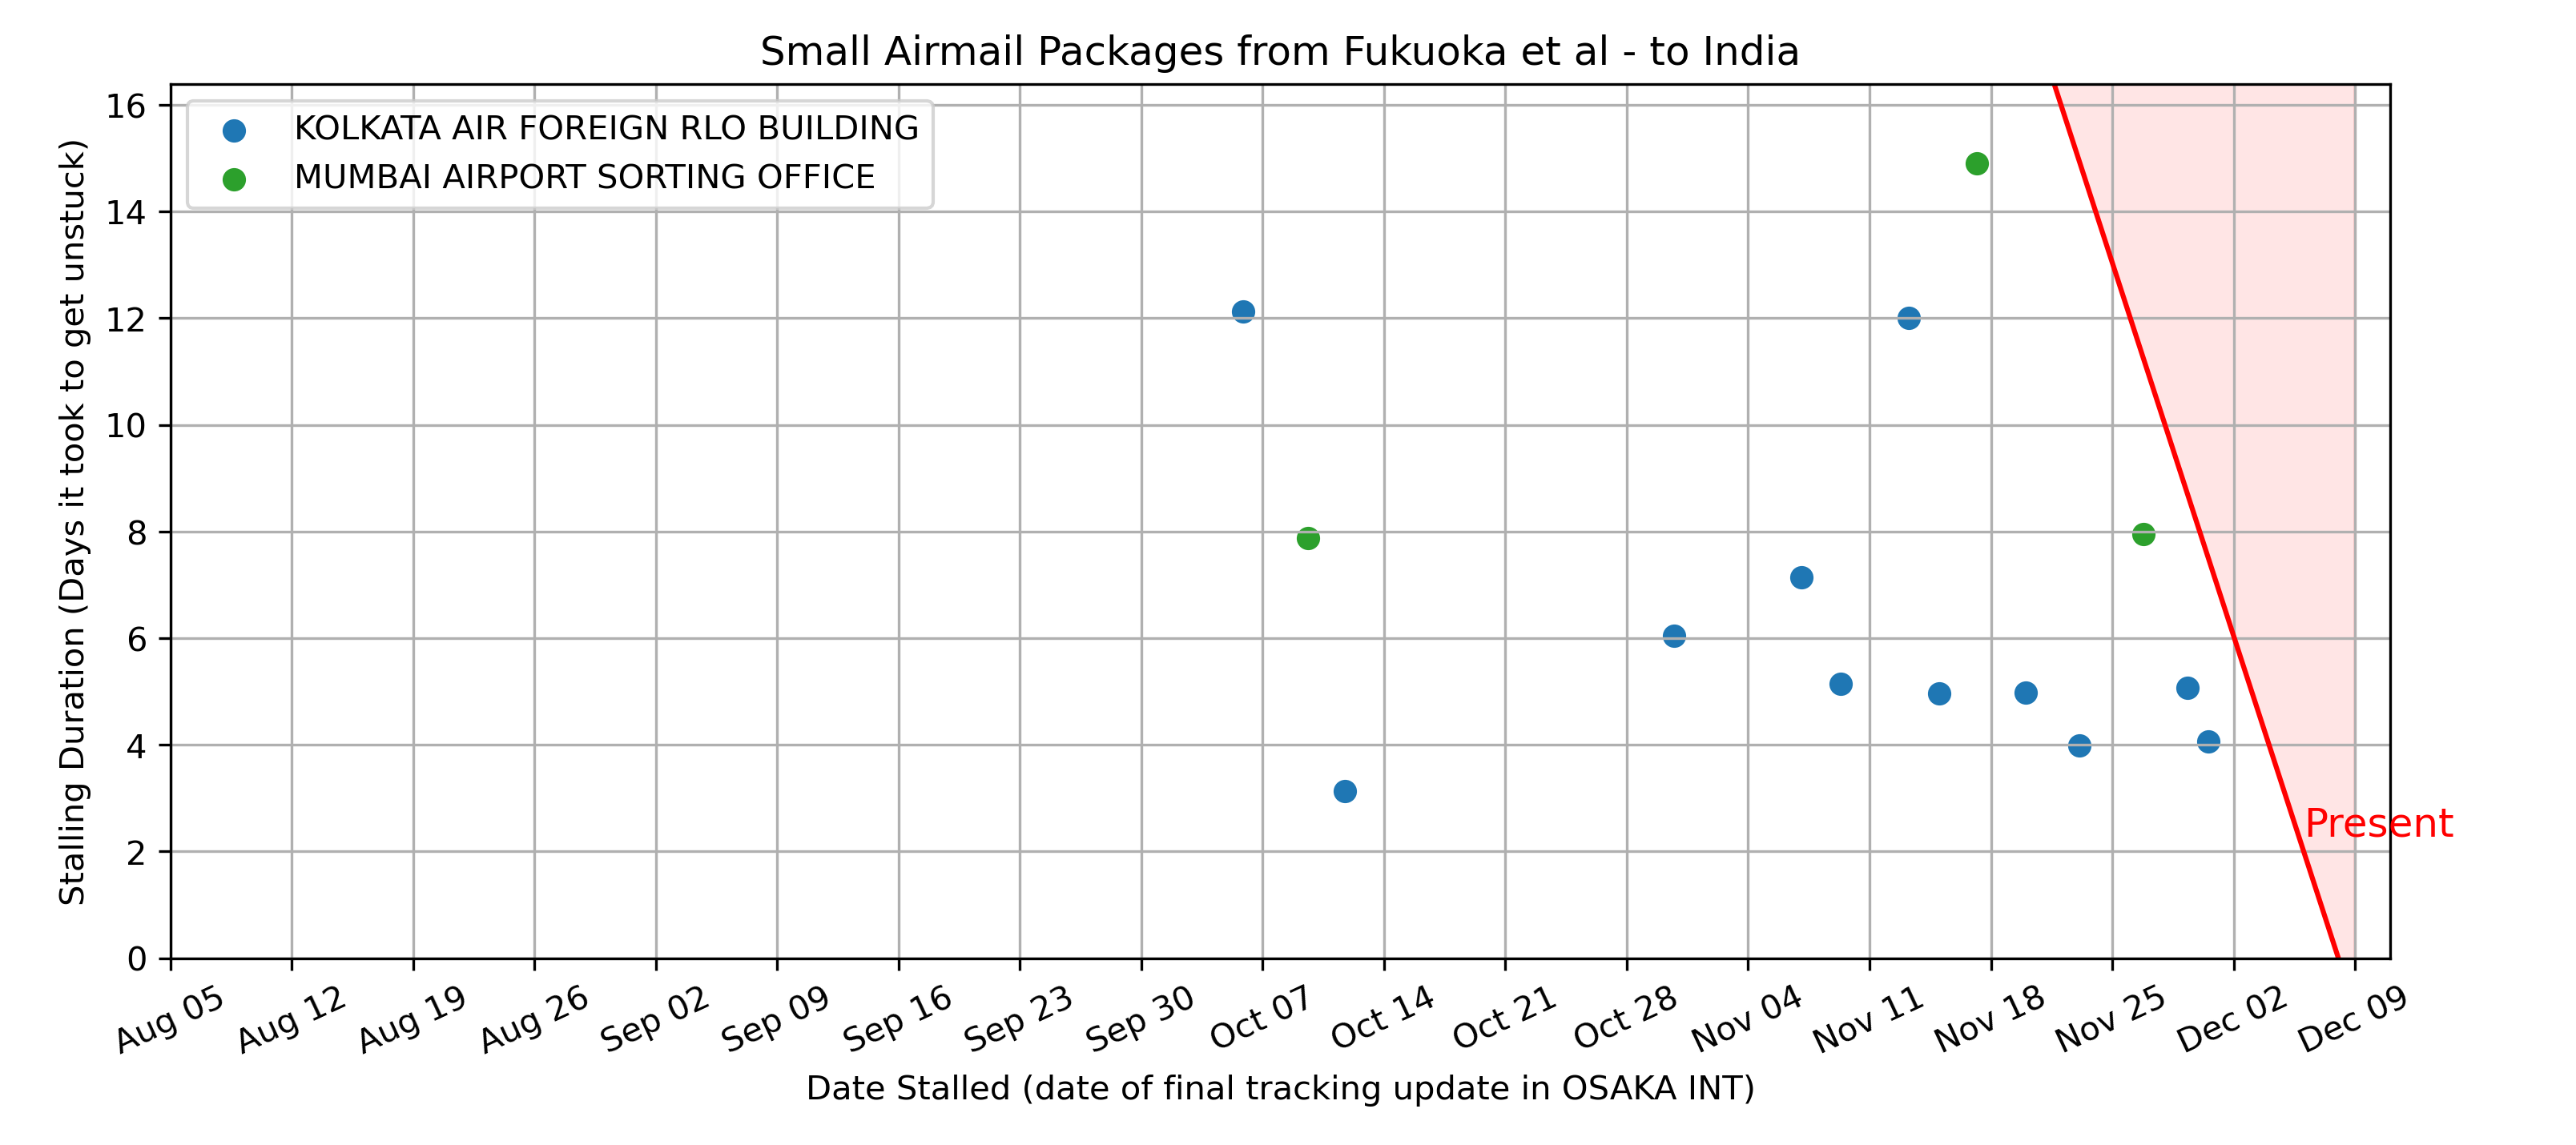 Small Airmail Packages from Fukuoka et al - to India
KOLKATA AIR FOREIGN RLO BUILDING
MUMBAI AIRPORT SORTING OFFICE
Stalling Duration (Days it took to get unstuck)
16
14
12
10
8
6
4
2
0
Present
Aug 05
Aug 12
Aug 19
Aug 26
Sep 02
Sep 09
Sep 16
Sep 23
Sep 30
Oct 07
Oct 14
Oct 21
Oct 28
Nov 04
Nov 11
Nov 18
Nov 25
Dec 02
Dec 09
Date Stalled (date of final tracking update in OSAKA INT)